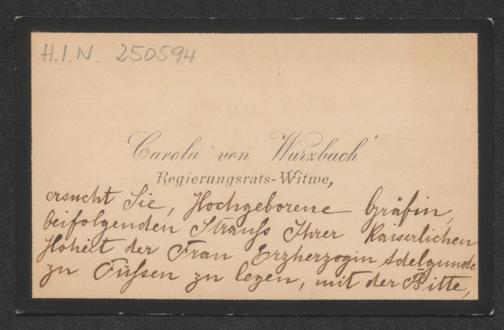 H.I.N. 250594
Carola von Wurzbach
Regierungsrats-Witwe,
ersucht Sie, Hochgeborene Gräfin,
beifolgenden Strauß Ihrer Kaiserlichen
Hoheit der Frau Erzherzogin Adelgunde
zu Füßen zu legen, mit der Bitte,